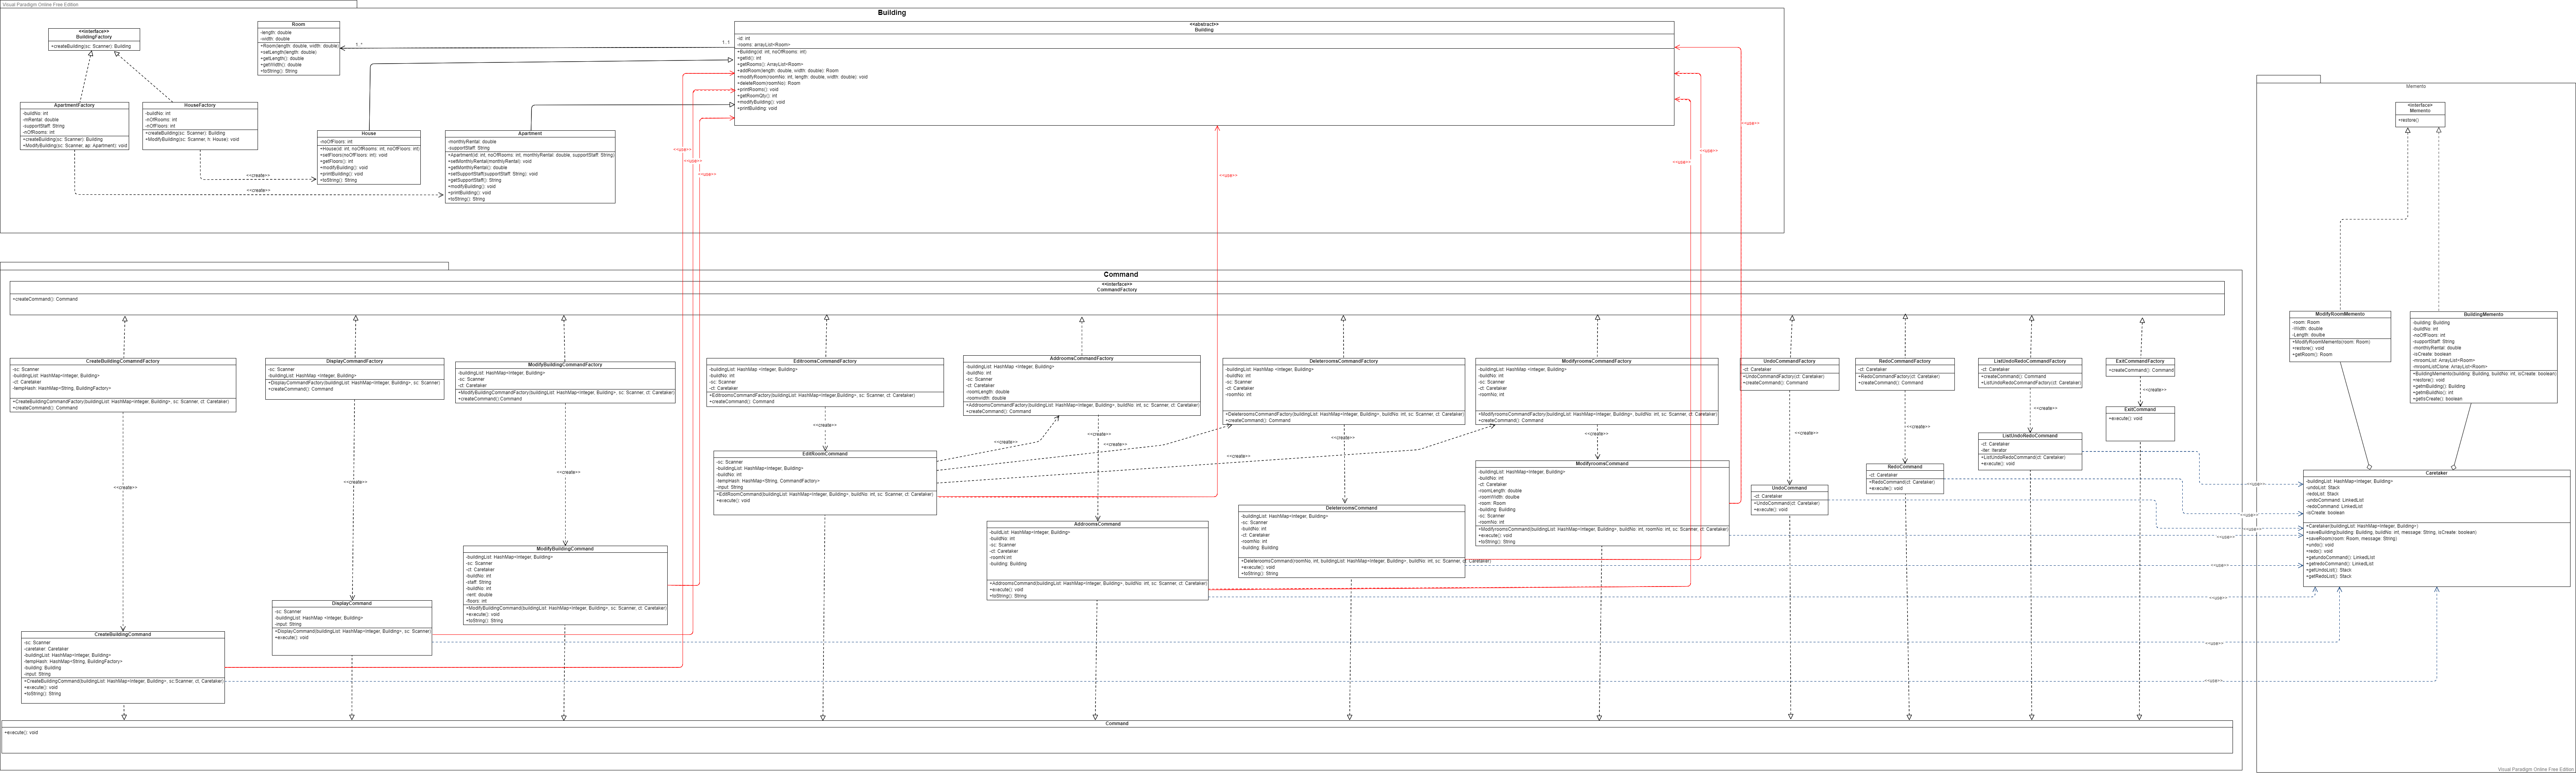 Visual Paradigm Online Free Edition
Building
<<interface>>
BuildingFactory
+createBuilding(sc: Scanner): Building
Room
-length: double
-width: double
+Room(length: double, width: double)
+setLength(length: double)
+getLength(): double
+getWidth(): double
+toString(): String
1..*
1..1
<<abstract>>
Building
-id: int
-rooms: arrayList<Room>
+Building(id: int, noOfRooms: int)
+getId(): int
+getRooms(): ArrayList<Room>
+addRoom(length: double, width: double): Room
+modifyRoom(roomNo: int, length: double, width: double): void
+deleteRoom(roomNo): Room
+printRooms(): void
+getRoomQty(): int
+modifyBuilding(): void
+printBuilding: void
ApartmentFactory
-buildNo: int
-mRental: double
-supportStaff: String
-nOfRooms: int
+createBuilding(sc: Scanner): Building
+ModifyBuilding(sc: Scanner, ap: Apartment): void
HouseFactory
-buildNo: int
-nOfRooms: int
-nOfFloors: int
+createBuilding(sc: Scanner): Building
+ModifyBuilding(sc: Scanner, h: House): void
House
-noOfFloors: int
+House(id: int, noOfRooms: int, noOfFloors: int)
+setFloors(noOfFloors: int): void
+getFloors(): int
+modifyBuilding(): void
+printBuilding(): void
+toString(): String
Apartment
-monthlyRental: double
-supportStaff: String
+Apartment(id: int, noOfRooms: int, monthlyRental: double, supportStaff: String)
+setMonthlyRental(monthlyRental): void
+getMonthlyRental(): double
+setSupportStaff(supportStaff: String): void
+getSupportStaff(): String
+modifyBuilding(): void
+printBuilding(): void
+toString(): String
<<create>>
<<create>>
<<use>>
<<use>>
<<use>>
<<use>>
<<use>>
<<use>>
<<use>>
Command
<<interface>>
CommandFactory
+createCommand(): Command
CreateBuildingComamndFactory
-sc: Scanner
-buildingList: HashMap<Integer, Building>
-ct: Caretaker
-tempHash: HashMap<String, BuildingFactory>
+CreateBuildingCommandFactory(buildingList: HashMap<Integer, Building>, sc: Scanner, ct: Caretaker)
+createCommand(): Command
DisplayCommandFactory
-sc: Scanner
-buildingList: HashMap <Integer, Building>
+DisplayCommandFactory(buildingList: HashMap<Integer, Building>, sc: Scanner)
+createCommand(): Command
ModifyBuildingCommandFactory
-buildingList: HashMap<Integer, Building>
-sc: Scanner
-ct: Caretaker
+ModifyBuildingCommandFactory(buildingList: HashMap<Integer, Building>, sc: Scanner, ct: Caretaker)
+createCommand():Command
EditroomsCommandFactory
-buildingList: HashMap <Integer, Building>
-buildNo: int
-sc: Scanner
-ct: Caretaker
+EditroomsCommandFactory(buildingList: HashMap<Integer,Building>, sc: Scanner, ct: Caretaker)
+createCommand(): Command
AddroomsCommandFactory
-buildingList: HashMap <Integer, Building>
-buildNo: int
-sc: Scanner
-ct: Caretaker
-roomLength: double
-roomwidth: double
+AddroomsCommandFactory(buildingList: HashMap<Integer, Building>, buildNo: int, sc: Scanner, ct: Caretaker)
+createCommand(): Command
DeleteroomsCommandFactory
-buildingList: HashMap <Integer, Building>
-buildNo: int
-sc: Scanner
-ct: Caretaker
-roomNo: int
+DeleteroomsCommandFactory(buildingList: HashMap<Integer, Building>, buildNo: int, sc: Scanner, ct: Caretaker)
+createCommand(): Command
ModifyroomsCommandFactory
-buildingList: HashMap <Integer, Building>
-buildNo: int
-sc: Scanner
-ct: Caretaker
-roomNo: int
+ModifyroomsCommandFactory(buildingList: HashMap<Integer, Building>, buildNo: int, sc: Scanner, ct: Caretaker)
+createCommand(): Command
UndoCommandFactory
-ct: Caretaker
+UndoCommandFactory(ct: Caretaker)
+createCommand(): Command
RedoCommandFactory
-ct: Caretaker
+RedoCommandFactory(ct: Caretaker)
+createCommand(): Command
ListUndoRedoCommandFactory
-ct: Caretaker
+createCommand(): Command
+ListUndoRedoCommandFactory(ct: Caretaker)
ExitCommandFactory
+createCommand(): Command
<<create>>
<<create>>
<<create>>
<<create>>
<<create>>
<<create>>
<<create>>
<<create>>
<<create>>
<<create>>
<<create>>
<<create>>
<<create>>
<<create>>
ExitCommand
+execute(): void
ListUndoRedoCommand
-ct: Caretaker
-iter: Iterator
+ListUndoRedoCommand(ct: Caretaker)
+execute(): void
RedoCommand
-ct: Caretaker
+RedoCommand(ct: Caretaker)
+execute(): void
UndoCommand
-ct: Caretaker
+UndoCommand(ct: Caretaker)
+execute(): void
EditRoomCommand
-sc: Scanner
-buildingList: HashMap<Integer, Building>
-buildNo: int
-tempHash: HashMap<String, CommandFactory>
-input: String
+EditRoomCommand(buildingList: HashMap<Integer, Building>, buildNo: int, sc: Scanner, ct: Caretaker)
+execute(): void
ModifyroomsCommand
-buildingList: HashMap<Integer, Building>
-buildNo: int
-ct: Caretaker
-roomLength: double
-roomWidth: doulbe
-room: Room
-building: Building
-sc: Scanner
-roomNo: int
+ModifyroomsCommand(buildingList: HashMap<Integer, Building>, buildNo: int, roomNo: int, sc: Scanner, ct: Caretaker)
+execute(): void
+toString(): String
DeleteroomsCommand
-buildingList: HashMap<Integer, Building>
-sc: Scanner
-buildNo: int
-ct: Caretaker
-roomNo: int
-building: Building
+DeleteroomsCommand(roomNo, int, buildingList: HashMap<Integer, Building>, buildNo: int, sc: Scanner, ct: Caretaker)
+execute(): void
+toString(): String
AddroomsCommand
-buildList: HashMap<Integer, Building>
-buildNo: int
-sc: Scanner
-ct: Caretaker
-roomN:int
-building: Building
+AddroomsCommand(buildingList: HashMap<Integer, Building>, buildNo: int, sc: Scanner, ct: Caretaker)
+execute(): void
+toString(): String
ModifyBuildingCommand
-buildingList: HashMap<Integer, Building>
-sc: Scanner
-ct: Caretaker
-buildNo: int
-staff: String
-buildNo: int
-rent: double
-floors: int
+ModifyBuildingCommand(buildingList: HashMap<Integer, Building>, sc: Scanner, ct: Caretaker)
+execute(): void
+toString(): String
DisplayCommand
-sc: Scanner
-buildingList: HashMap <Integer, Building>
-input: String
+DisplayCommand(buildingList: HashMap<Integer, Building>, sc: Scanner)
+execute(): void
CreateBuildingCommand
-sc: Scanner
-caretaker: Caretaker
-buildingList: HashMap<Integer, Building>
-tempHash: HashMap<String, BuildingFactory>
-building: Building
-input: String
+CreateBuildingCommand(buildingList: HashMap<Integer, Building>, sc:Scanner, ct, Caretaker)
+execute(): void
+toString(): String
Command
+execute(): void
Memento
<interface>
Memento
+restore()
ModifyRoomMemento
-room: Room
-Width: double
-Length: doulbe
+ModifyRoomMemento(room: Room)
+restore(): void
+getRoom(): Room
BuildingMemento
-building: Building
-buildNo: int
-noOfFloors: int
-supportStaff: String
-monthlyRental: double
-isCreate: boolean
-mroomList: ArrayList<Room>
-mroomListClone: ArrayList<Room>
+BuildingMemento(building: Building, buildNo: int, isCreate: boolean)
+restore(): void
+getmBuilding(): Building
+getmBuildNo(): int
+getIsCreate(): boolean
Caretaker
-buildingList: HashMap<Integer, Building>
-undoList: Stack
-redoList: Stack
-undoCommand: LinkedList
-redoCommand: LinkedList
-isCreate: boolean
+Caretaker(buildingList: HashMap<Integer, Building>)
+saveBuilding(building: Building, buildNo: int, message: String, isCreate: boolean)
+saveRoom(room: Room, message: String)
+undo(): void
+redo(): void
+getundoCommand(): LinkedList
+getredoCommand(): LinkedList
+getUndoList(): Stack
+getRedoList(): Stack
<<use>>
<<use>>
<<use>>
<<use>>
<<use>>
<<use>>
<<use>>
<<use>>
Visual Paradigm Online Free Edition